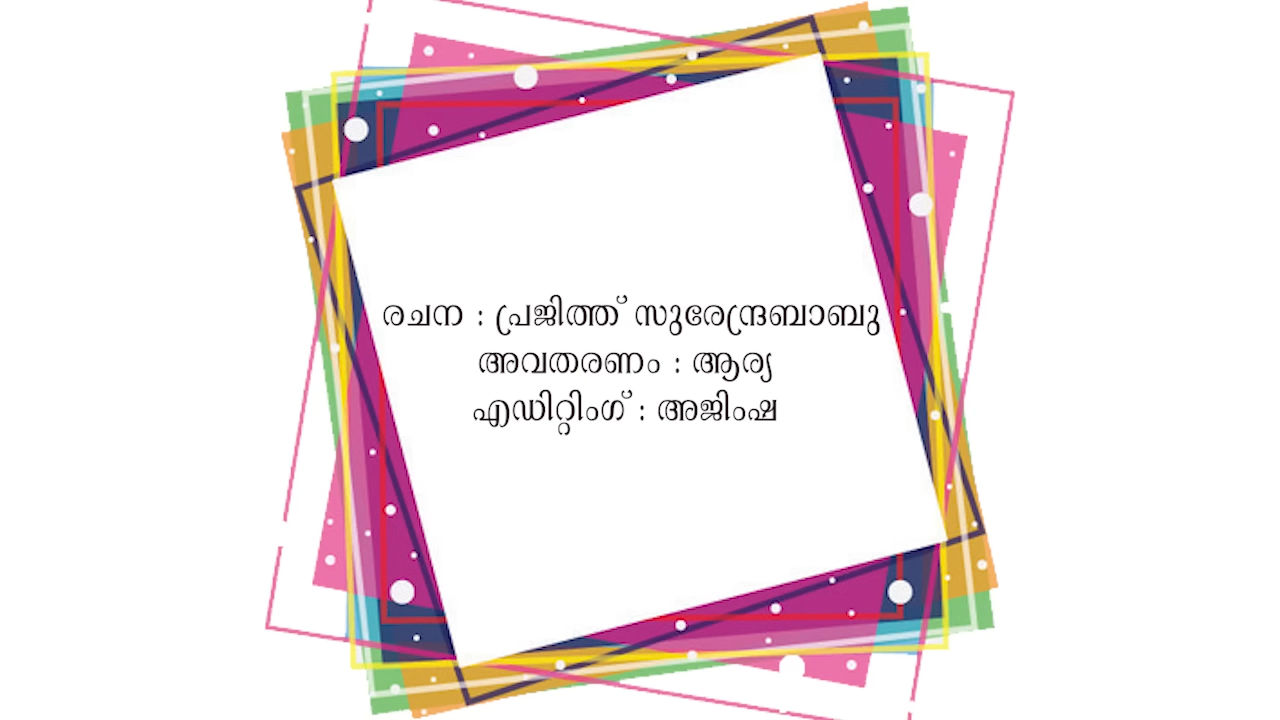 രചന : പ്രജിത്ത് സുരേന്ദ്രബാബു
അവതരണം : ആര്യ
എഡിറ്റിംഗ് : അജിംഷ